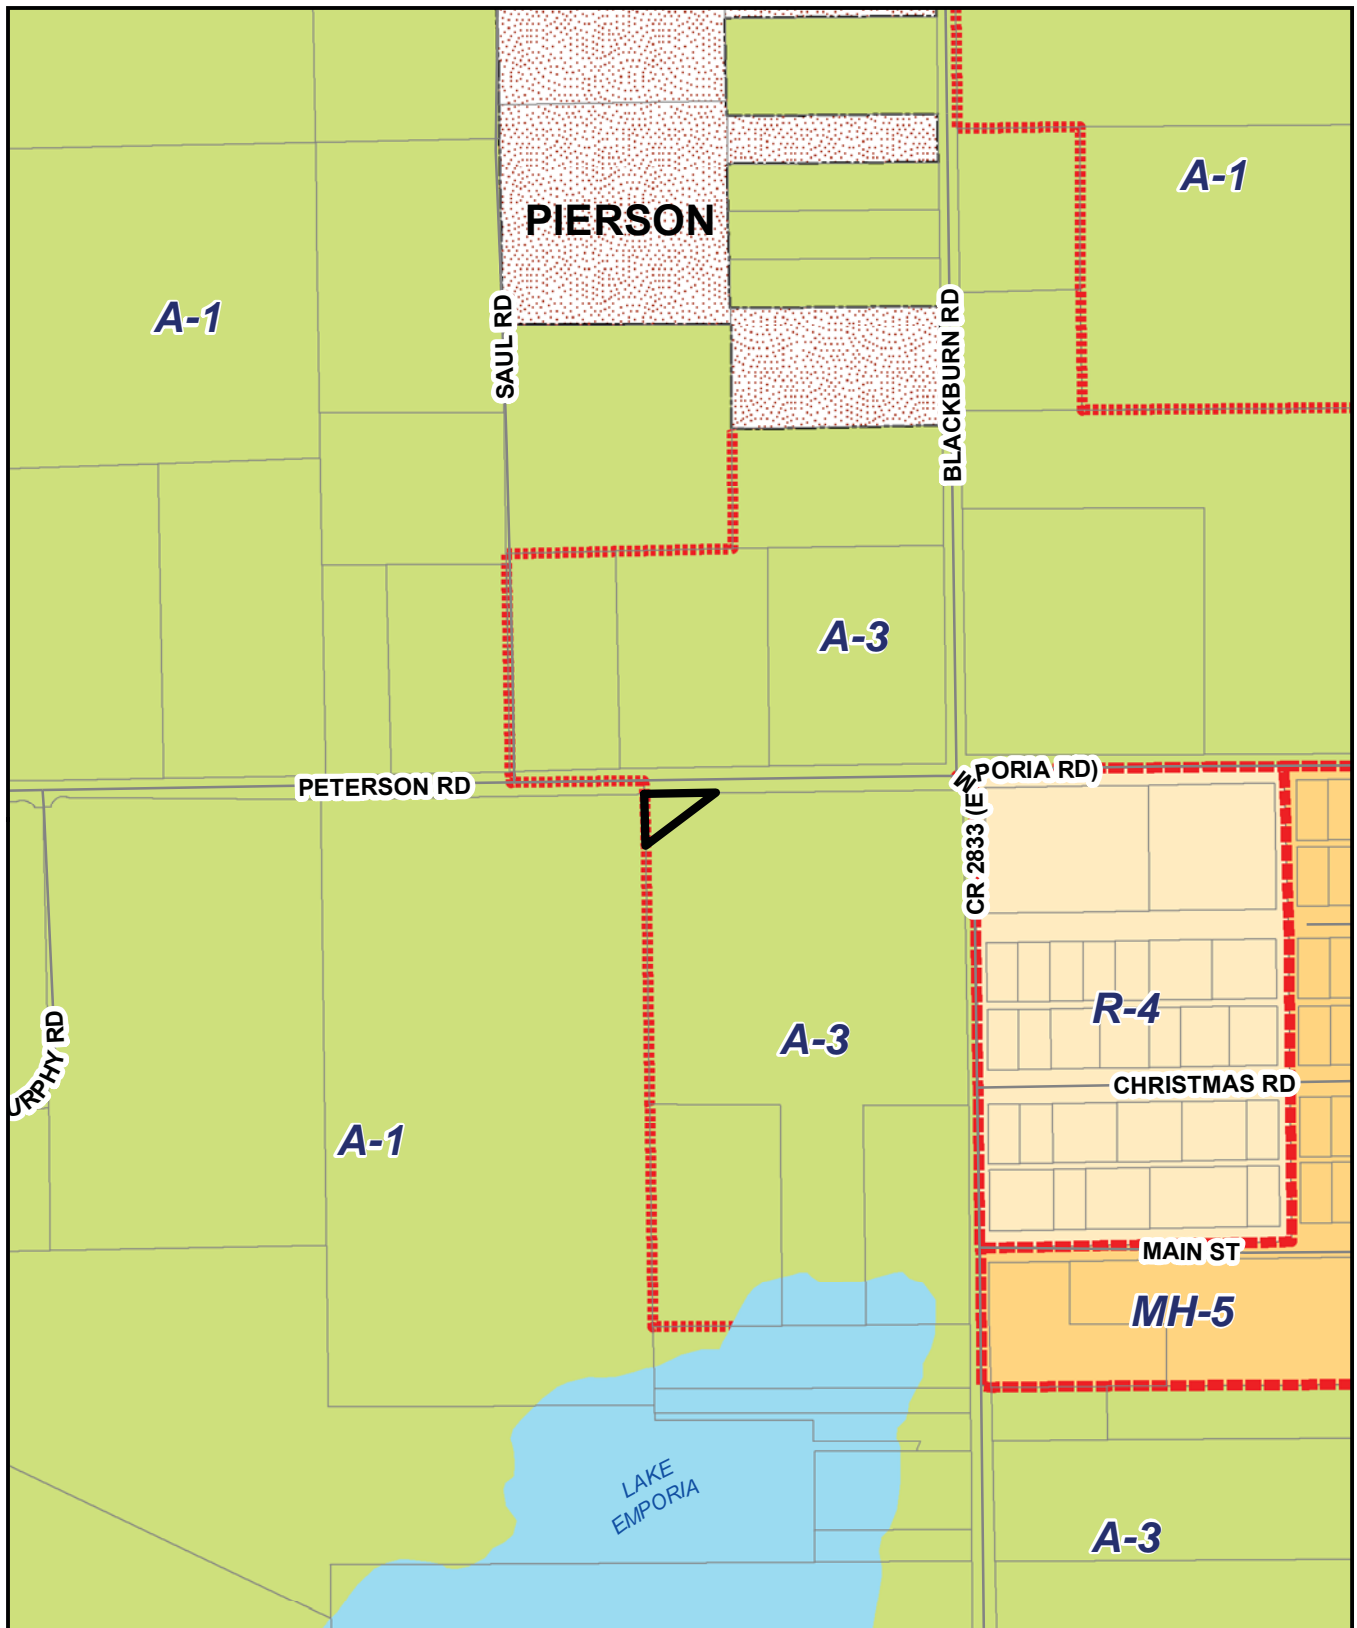 A-1
PIERSON
A-1
SAUL RD
BLACKBURN RD
A-3
PORIA RD)
W
PETERSON RD
CR 2833 (E
R-4
URPHY RD
A-3
CHRISTMAS RD
A-1
MAIN ST
MH-5
LAKE
EMPORIA
A-3